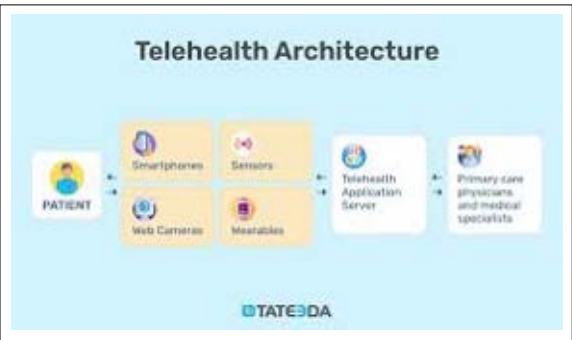 Telehealth Architecture
PATIENT
Smartphones
Sensors
Web Cameras
Wearables
Telehealth
Application
Server
Primary care
physicians
and medical
specialists
TATEEDA